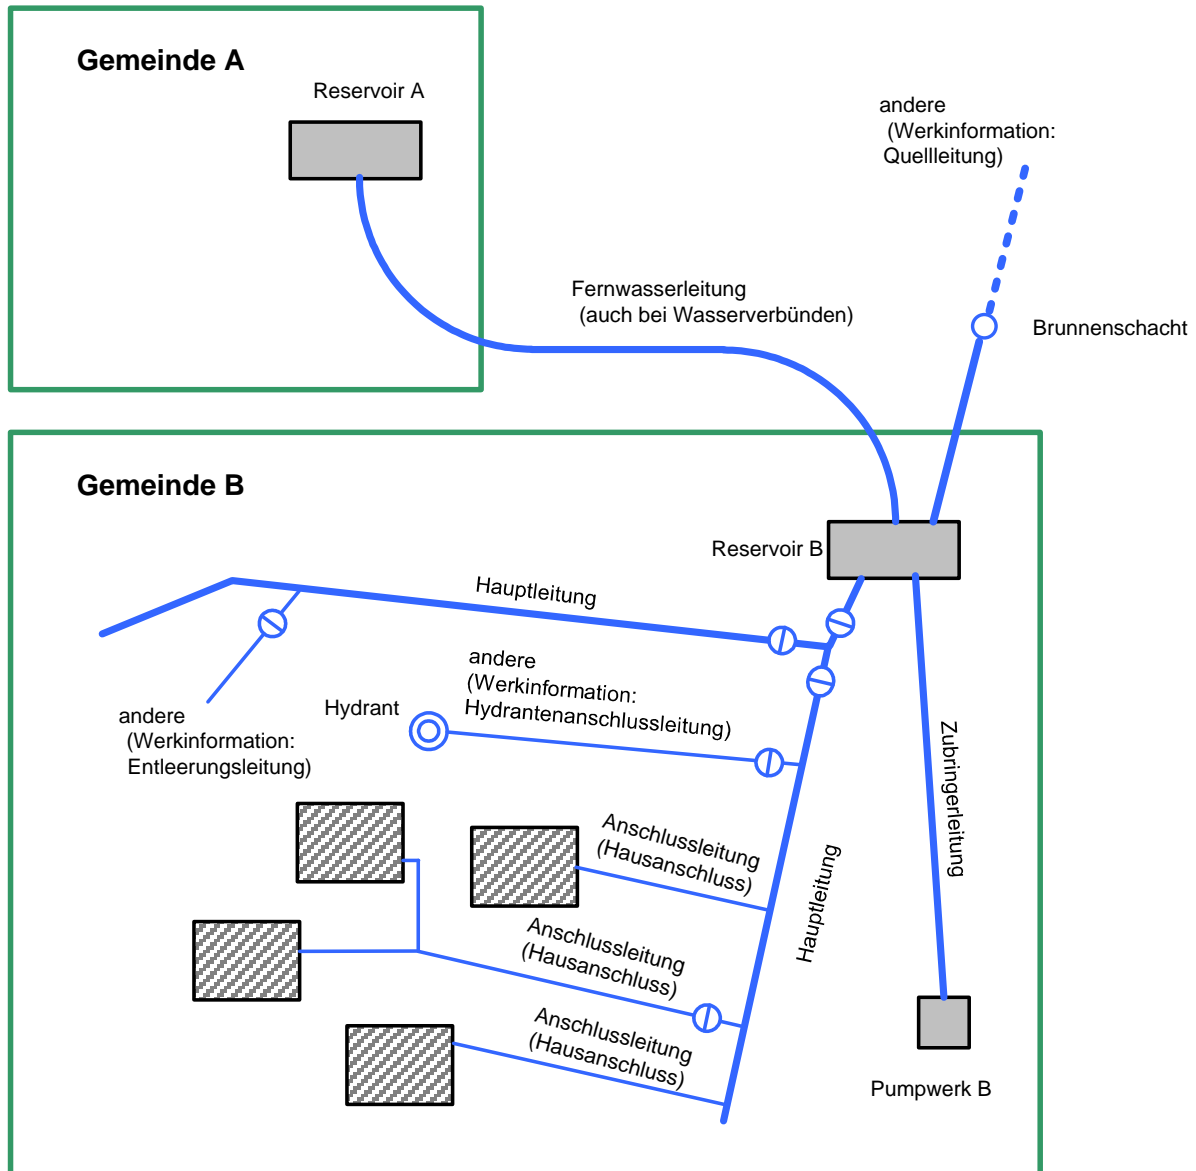 Gemeinde A
Reservoir A
andere
(Werkinformation:
Quellleitung)
Fernwasserleitung
(auch bei Wasserverbünden)
Brunnenschacht
Gemeinde B
Reservoir B
Hauptleitung
andere
(Werkinformation:
Hydrantenanschlussleitung)
Hydrant
andere
(Werkinformation:
Entleerungsleitung)
Zubringerleitung
Anschlussleitung
(Hausanschluss)
Hauptleitung
Anschlussleitung
(Hausanschluss)
Anschlussleitung
(Hausanschluss)
Pumpwerk B